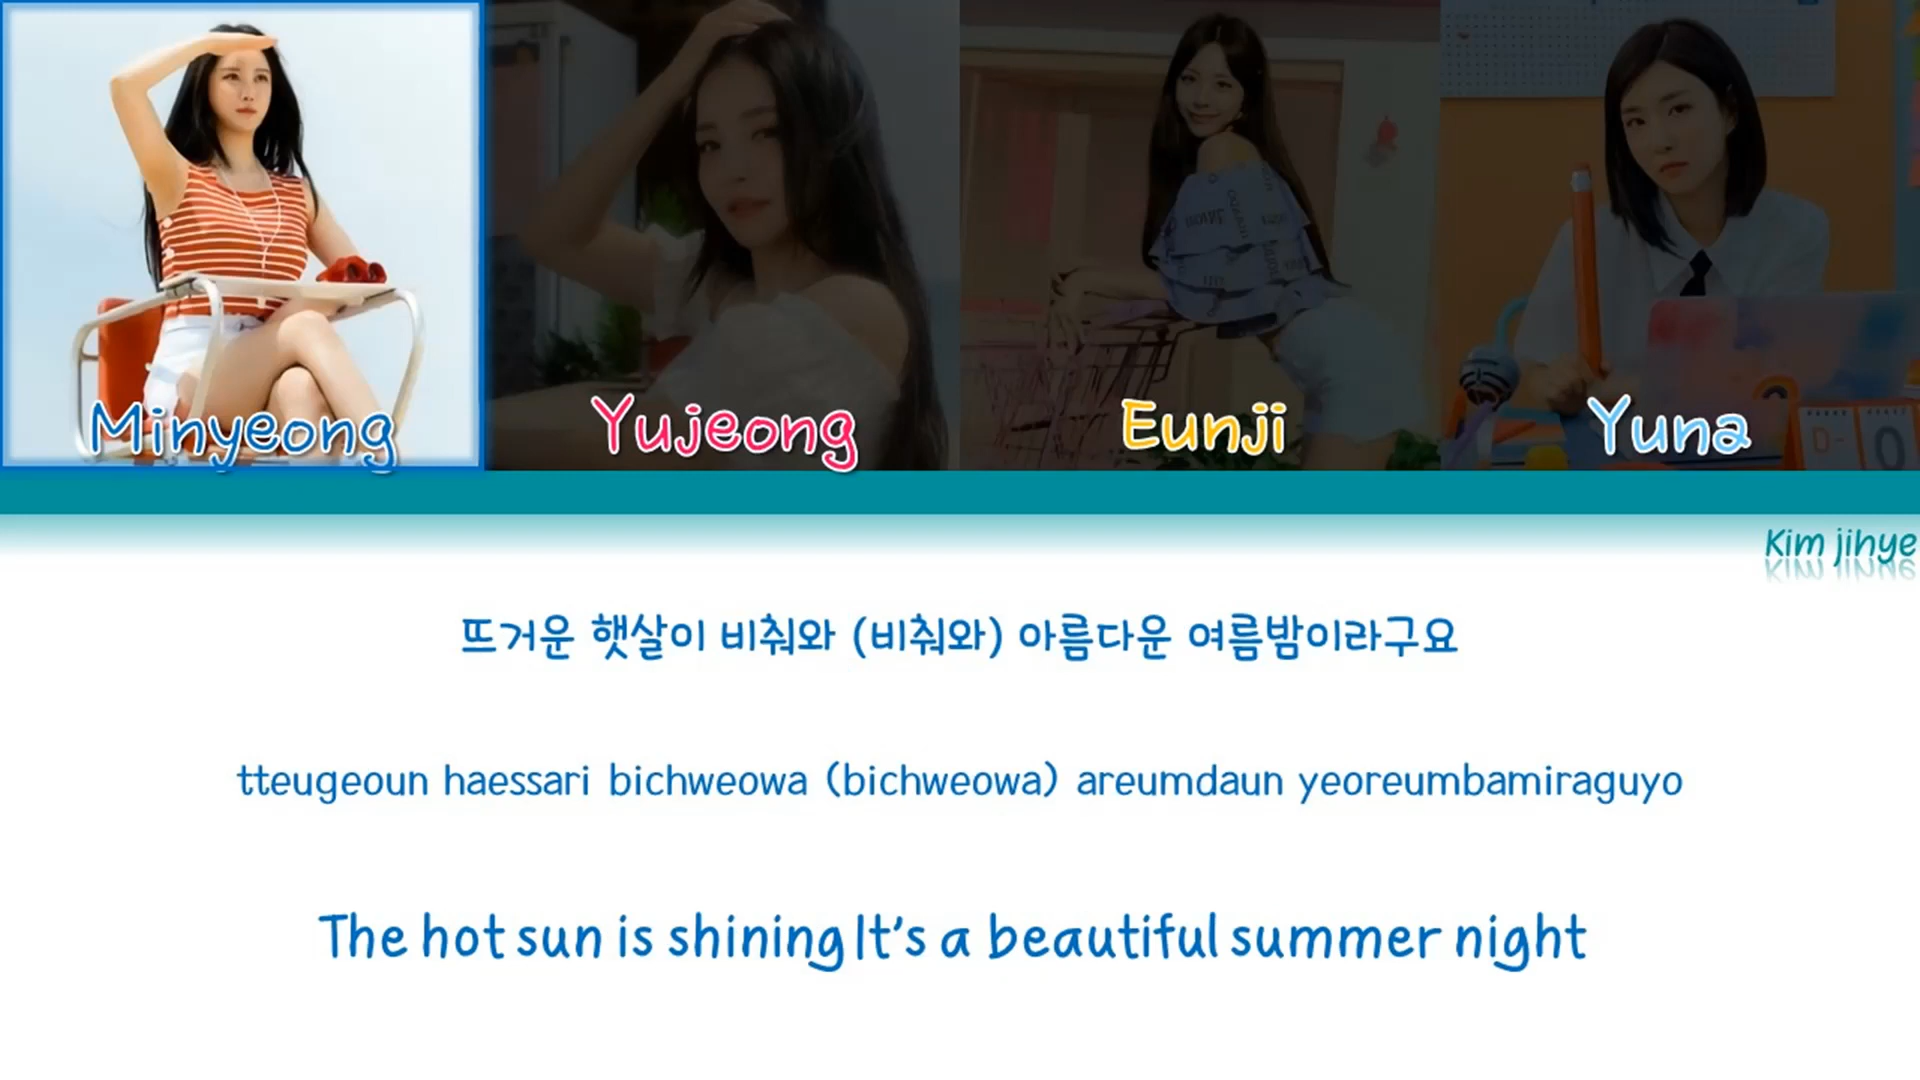 Minyeong
Yujeong
Eunji
Yuna
Kim jihye
뜨거운 햇살이 비춰와 (비춰와) 아름다운 여름밤이라구요
tteugeoun haessari bichweowa (bichweowa) areumdaun yeoreumbamiraguyo
The hot sun is shining It's a beautiful summer night